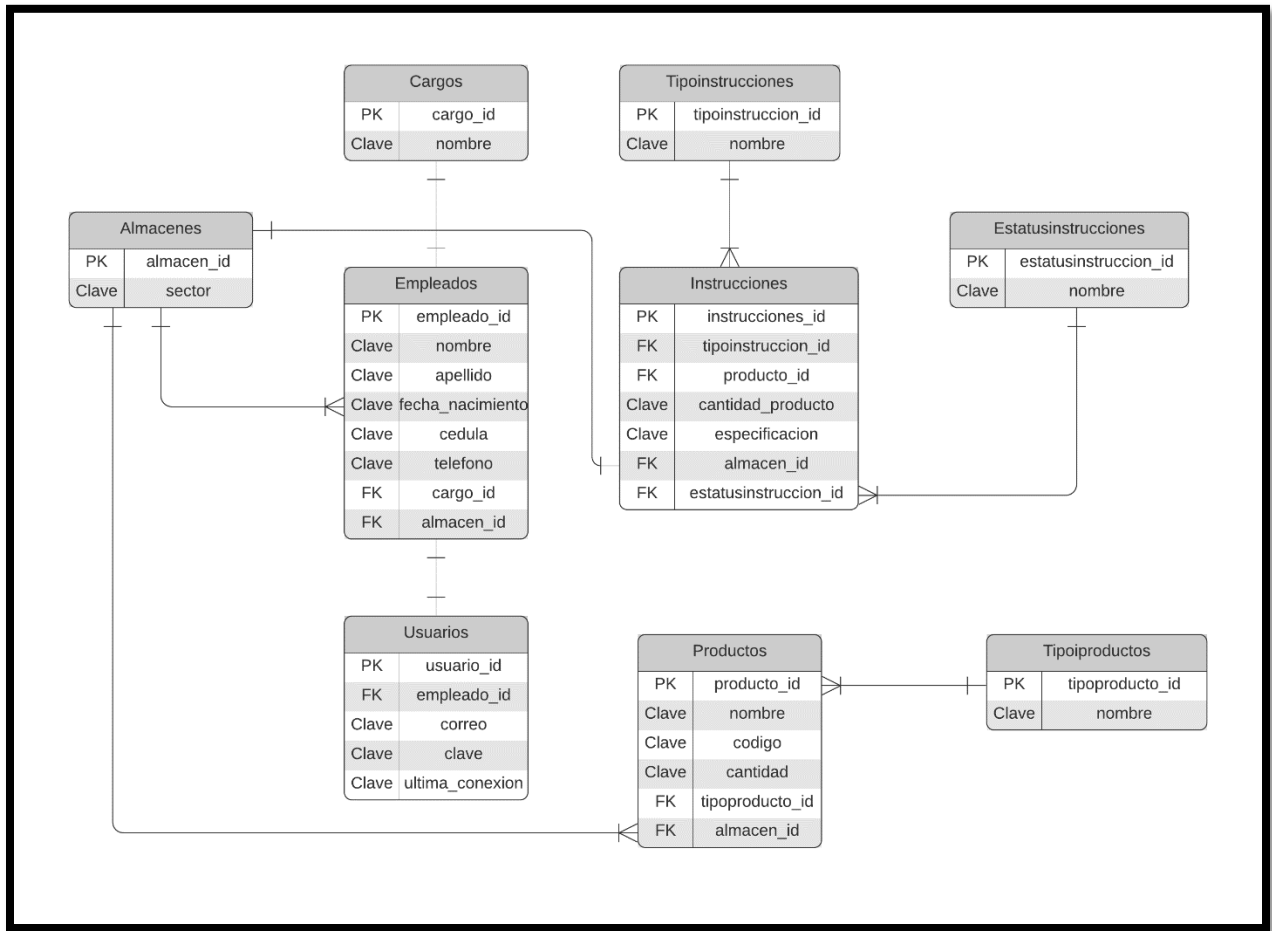 Cargos
PK cargo_id
Clave nombre
Tipoinstrucciones
PK tipoinstruccion_id
Clave nombre
Almacenes
PK almacen_id
Clave sector
Estatusinstrucciones
PK estatusinstruccion_id
Clave nombre
Empleados
PK empleado_id
Clave nombre
Clave apellido
Clave fecha_nacimiento
Clave cedula
Clave telefono
FK cargo_id
FK almacen_id
Instrucciones
PK instrucciones_id
FK tipoinstruccion_id
FK producto_id
Clave cantidad_producto
Clave especificacion
FK almacen_id
FK estatusinstruccion_id
Usuarios
PK usuario_id
FK empleado_id
Clave correo
Clave clave
Clave ultima_conexion
Productos
PK producto_id
Clave nombre
Clave codigo
Clave cantidad
FK tipoproducto_id
FK almacen_id
Tipoiproductos
PK tipoproducto_id
Clave nombre